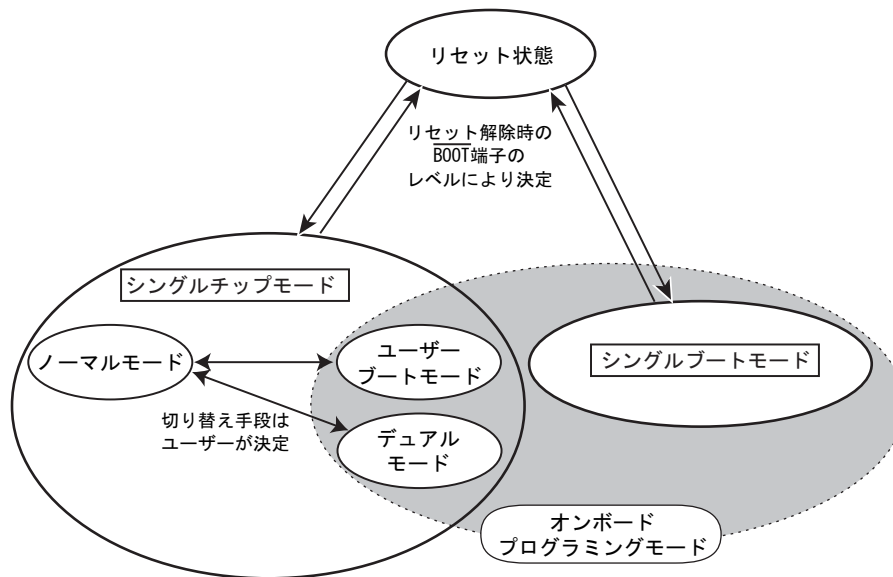 リセット状態
リセット解除時の
BOOT端子の
レベルにより決定
シングルチップモード
ノーマルモード
ユーザー
ブートモード
切り替え手段は
ユーザーが決定
デュアル
モード
シングルブートモード
オンボード
プログラミングモード